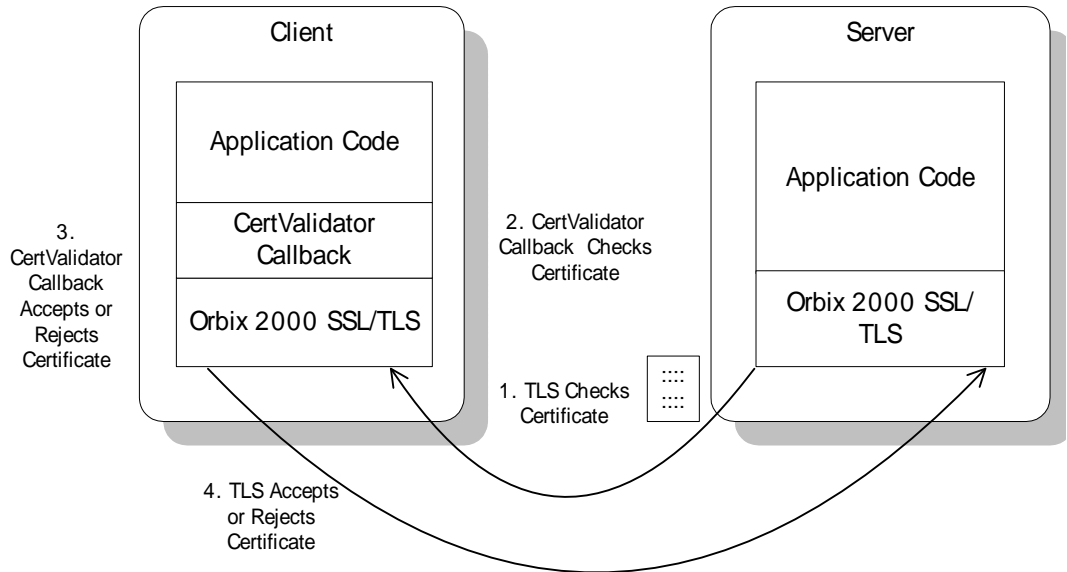 Client
Server
Application Code
CertValidator
Callback
Orbix 2000 SSL/TLS
Application Code
Orbix 2000 SSL/
TLS
3.
CertValidator
Callback
Accepts or
Rejects
Certificate
2. CertValidator
Callback Checks
Certificate
1. TLS Checks
Certificate
4. TLS Accepts
or Rejects
Certificate